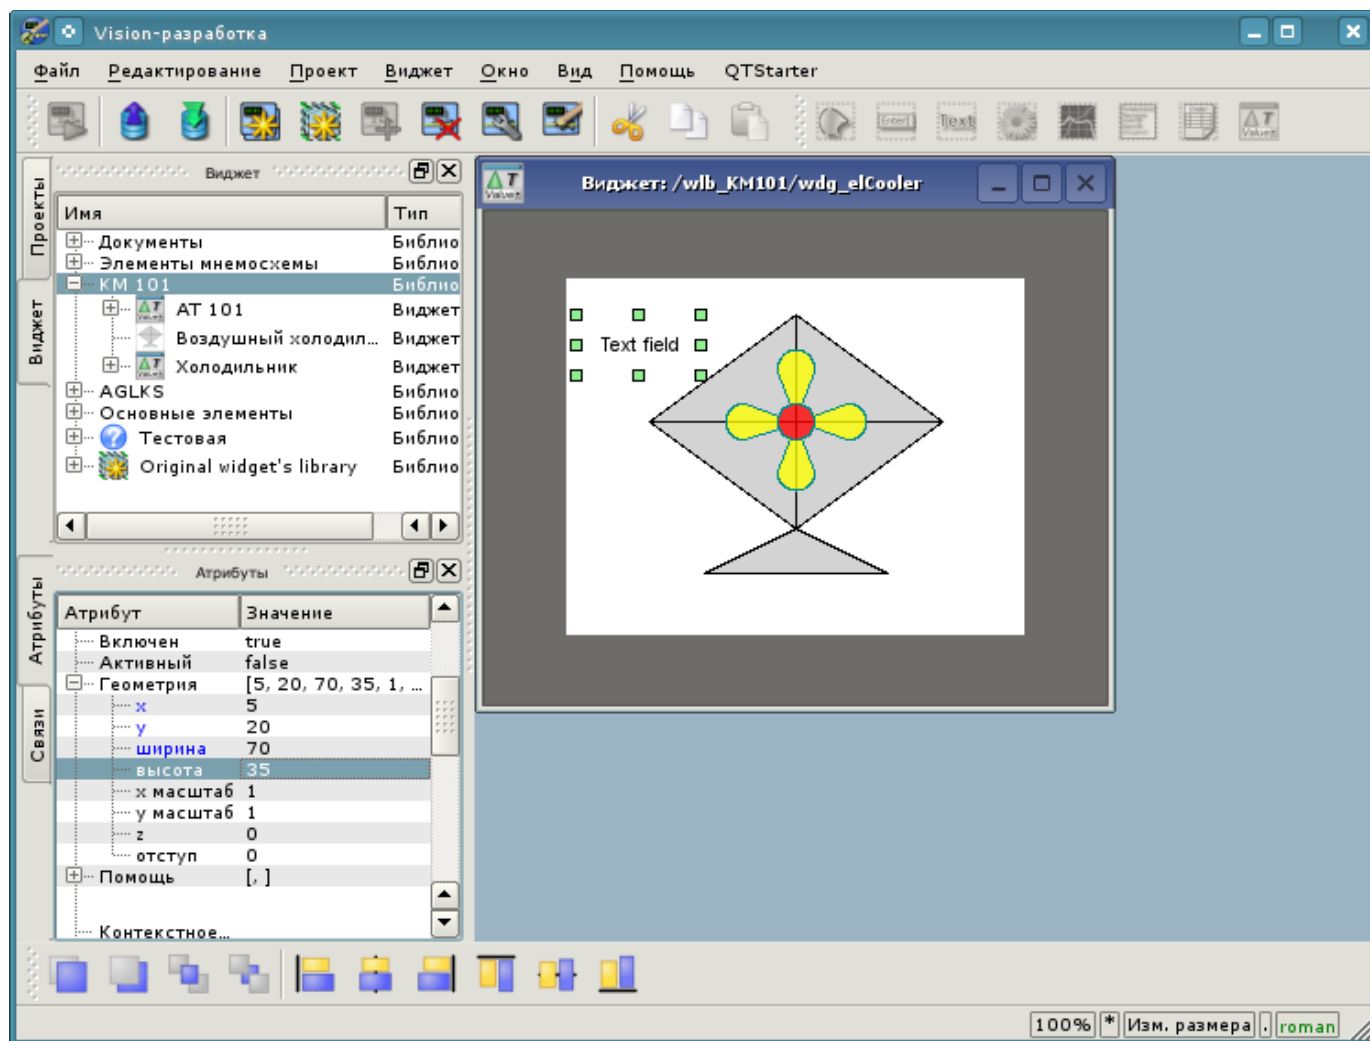 Vision-разработка
Файл Редактирование Проект Виджет Окно Вид Помощь QTStarter
Enter Text ΔT
Value±
Проекты
Виджет
Виджет
Имя Тип
Документы Библио
Элементы мнемосхемы Библио
КМ 101 Библио
АТ 101 Виджет
Воздушный холодил... Виджет
Холодильник Виджет
AGLKS Библио
Основные элементы Библио
Тестовая Библио
Original widget's library Библио
Атрибуты
Связи
Атрибуты
Атрибут Значение
Включен true
Активный false
Геометрия [5, 20, 70, 35, 1, ...
x 5
y 20
ширина 70
высота 35
x масштаб 1
y масштаб 1
z 0
отступ 0
Помощь [, ]
Контекстное...
Виджет: /wlb_KM101/wdg_elCooler
Text field
100% * Изм. размера . roman